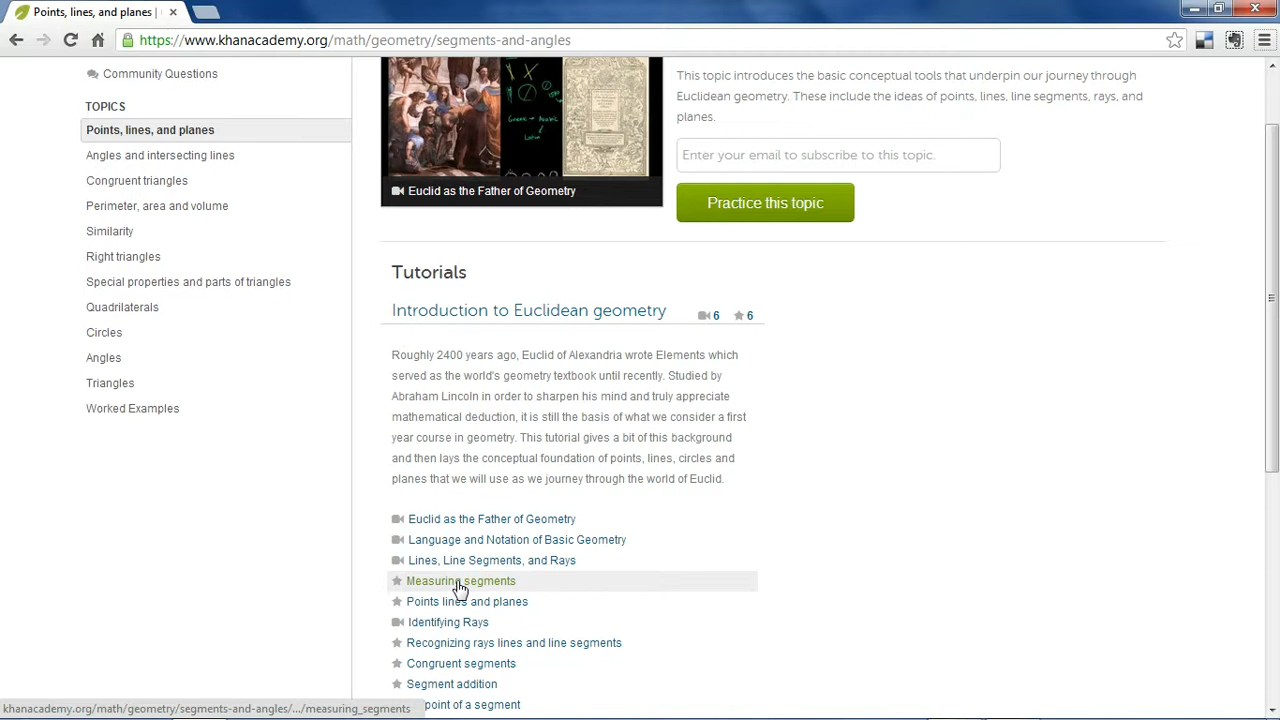 Points, lines, and planes |
https://www.khanacademy.org/math/geometry/segments-and-angles
Community Questions
TOPICS
Points, lines, and planes
Angles and intersecting lines
Congruent triangles
Perimeter, area and volume
Similarity
Right triangles
Special properties and parts of triangles
Quadrilaterals
Circles
Angles
Triangles
Worked Examples
Euclid as the Father of Geometry
This topic introduces the basic conceptual tools that underpin our journey through
Euclidean geometry. These include the ideas of points, lines, line segments, rays, and
planes.
Enter your email to subscribe to this topic.
Practice this topic
Tutorials
Introduction to Euclidean geometry 6 6
Roughly 2400 years ago, Euclid of Alexandria wrote Elements which
served as the world's geometry textbook until recently. Studied by
Abraham Lincoln in order to sharpen his mind and truly appreciate
mathematical deduction, it is still the basis of what we consider a first
year course in geometry. This tutorial gives a bit of this background
and then lays the conceptual foundation of points, lines, circles and
planes that we will use as we journey through the world of Euclid.
Euclid as the Father of Geometry
Language and Notation of Basic Geometry
Lines, Line Segments, and Rays
Measuring segments
Points lines and planes
Identifying Rays
Recognizing rays lines and line segments
Congruent segments
Segment addition
point of a segment
khanacademy.org/math/geometry/segments-and-angles/.../measuring_segments